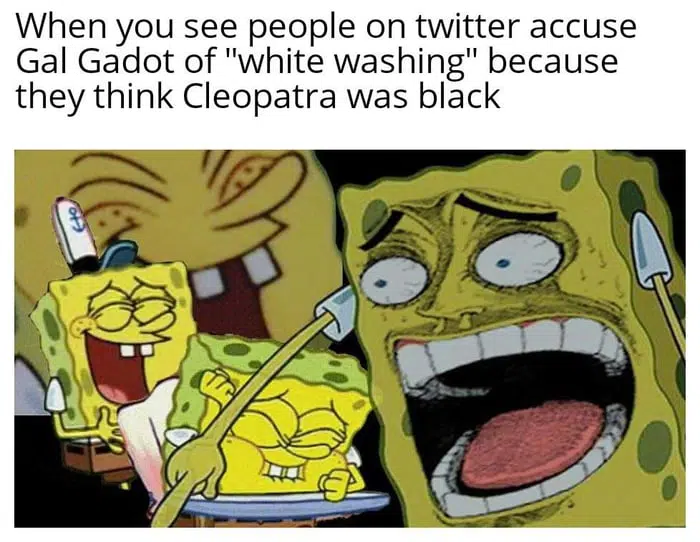 When you see people on twitter accuse
Gal Gadot of "white washing" because
they think Cleopatra was black